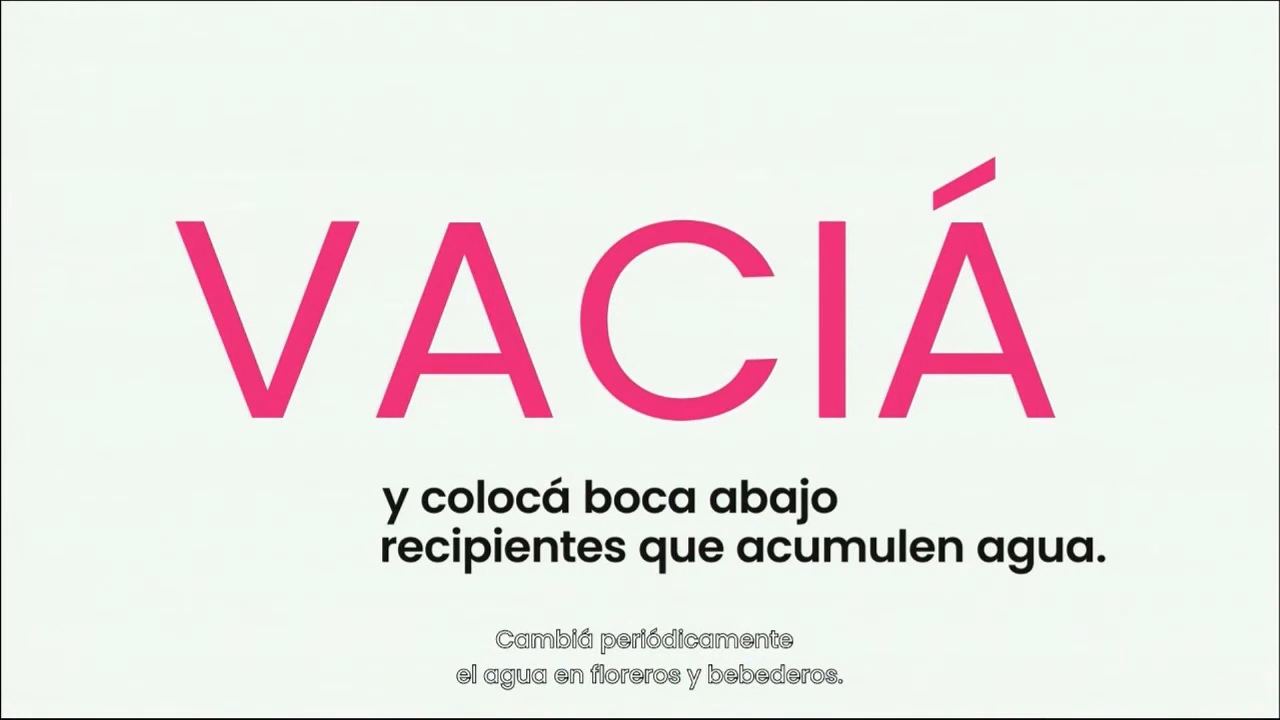 VACIÁ
y colocá boca abajo
recipientes que acumulen agua.
Cambiá periódicamente
el agua en floreros y bebederos.